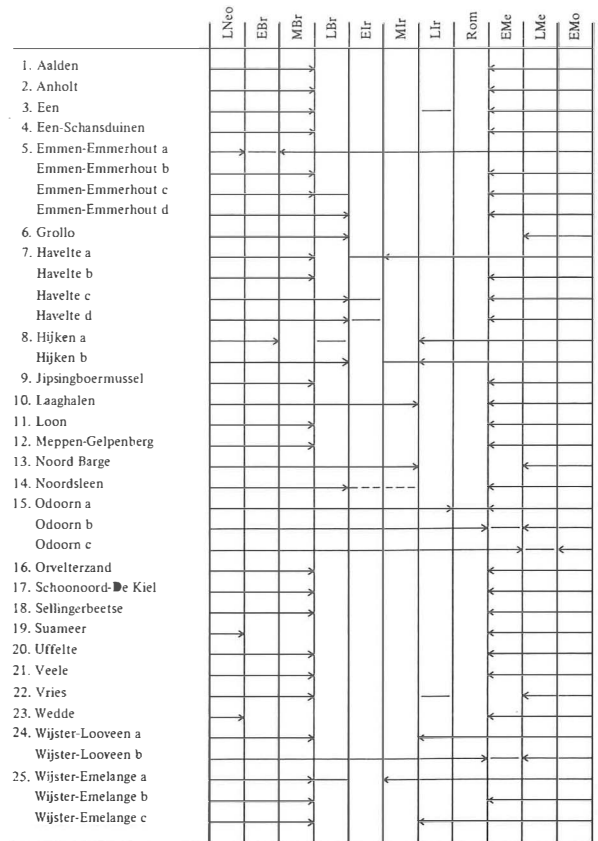 LNeo EBr MBr LBr EIr MIr LIr Rom EMe LMe EMo
1. Aalden
2. Anholt
3. Een
4. Een-Schansduinen
5. Emmen-Emmerhout a
Emmen-Emmerhout b
Emmen-Emmerhout c
Emmen-Emmerhout d
6. Grollo
7. Havelte a
Havelte b
Havelte c
Havelte d
8. Hijken a
Hijken b
9. Jipsingboermussel
10. Laaghalen
11. Loon
12. Meppen-Gelpenberg
13. Noord Barge
14. Noordsleen
15. Odoorn a
Odoorn b
Odoorn c
16. Orvelterzand
17. Schoonoord-De Kiel
18. Sellingerbeetse
19. Suameer
20. Uffelte
21. Veele
22. Vries
23. Wedde
24. Wijster-Looveen a
Wijster-Looveen b
25. Wijster-Emelange a
Wijster-Emelange b
Wijster-Emelange c